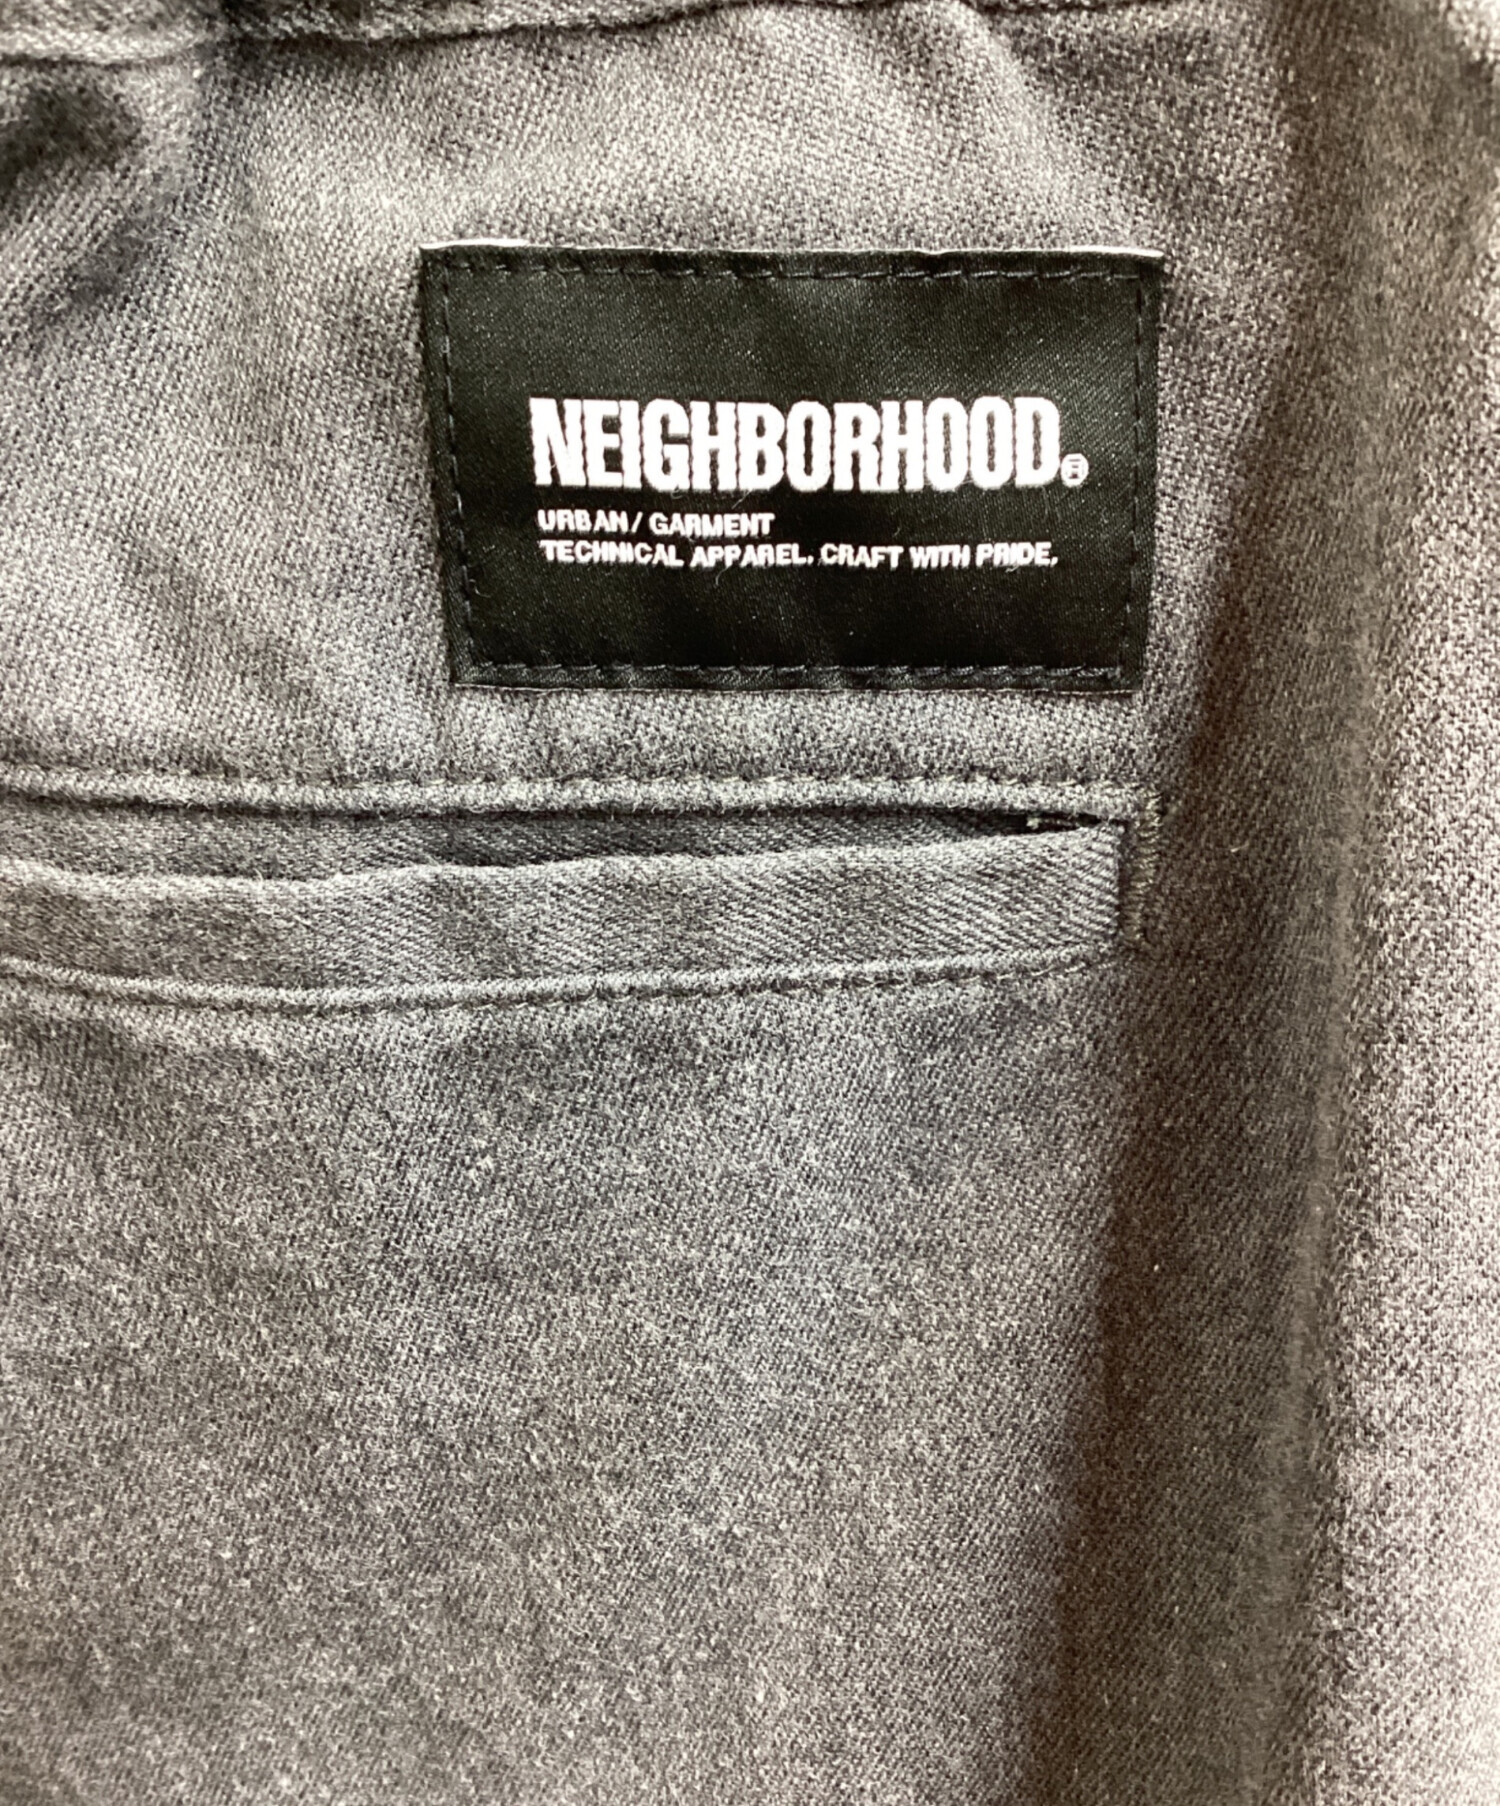 NEIGHBORHOOD®
URBAN/ GARMENT
TECHNICAL APPAREL. CRAFT WITH PRIDE,